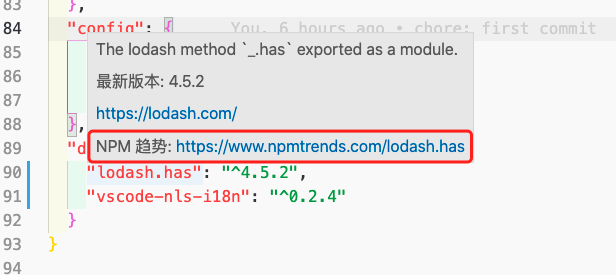 83
},
84
"config": {
You, 6 hours ago • chore: first commit
85
The lodash method `_.has` exported as a module.
86
最新版本: 4.5.2
87
https://lodash.com/
88
},
89
"d
NPM 趋势: https://www.npmtrends.com/lodash.has
90
"lodash.has": "^4.5.2",
91
"vscode-nls-i18n": "^0.2.4"
92
}
93
}
94